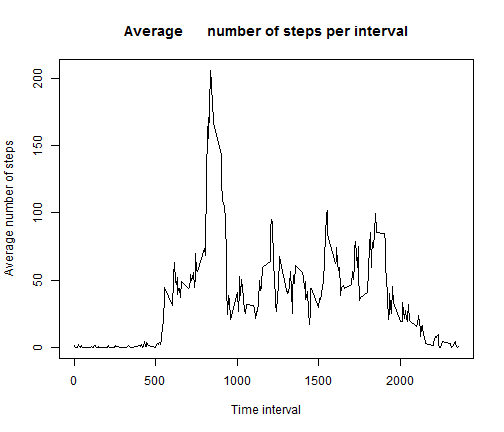 Average      number of steps per interval
Average number of steps
200
150
100
50
0
0 500 1000 1500 2000
Time interval